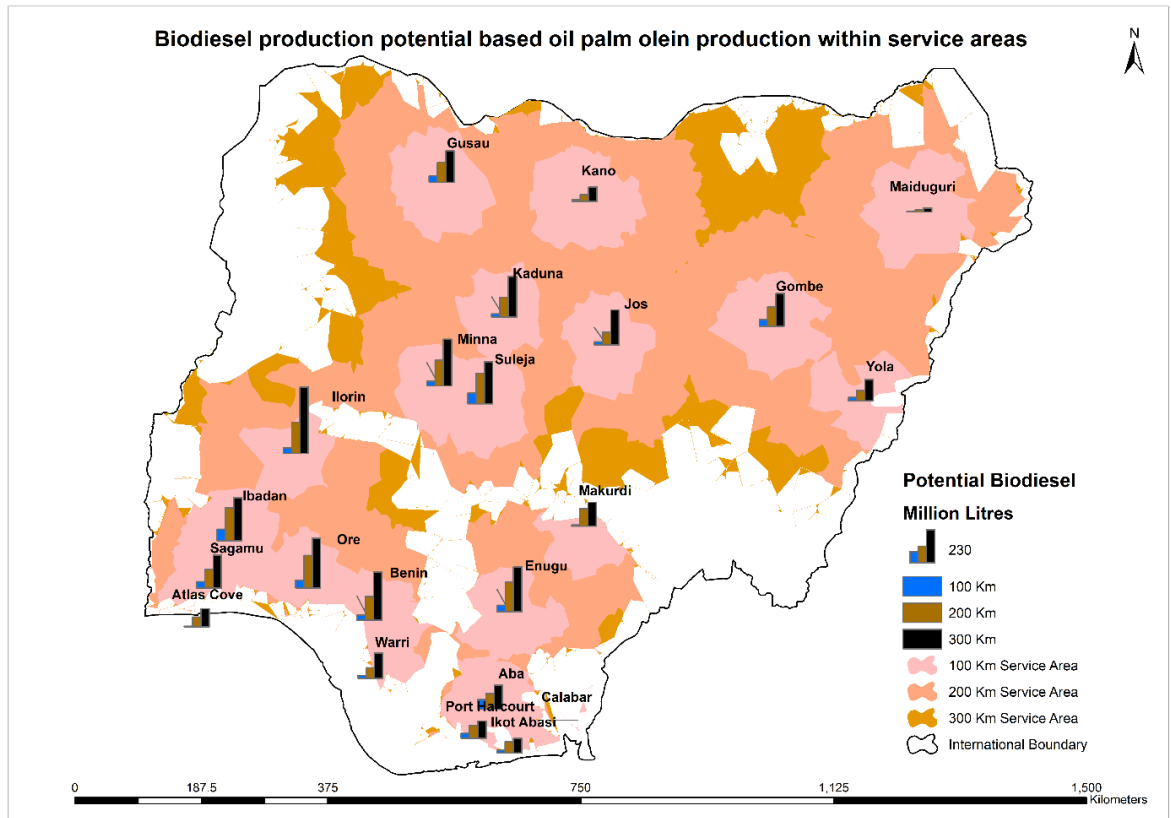 Biodiesel production potential based oil palm olein production within service areas
N
Gusau
Kano
Maiduguri
Kaduna
Gombe
Jos
Minna
Suleja
Yola
Ilorin
Makurdi
Ibadan
Ore
Sagamu
Benin
Enugu
Atlas Cove
Warri
Aba
Calabar
Port Harcourt
Ikot Abasi
Potential Biodiesel
Million Litres
230
100 Km
200 Km
300 Km
100 Km Service Area
200 Km Service Area
300 Km Service Area
International Boundary
0 187.5 375 750 1,125 1,500
Kilometers